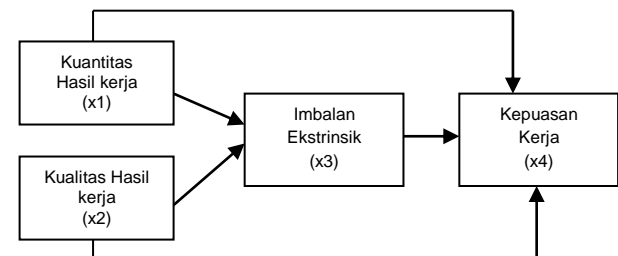 Kuantitas
Hasil kerja
(x1)
Imbalan
Ekstrinsik
(x3)
Kepuasan
Kerja
(x4)
Kualitas Hasil
kerja
(x2)